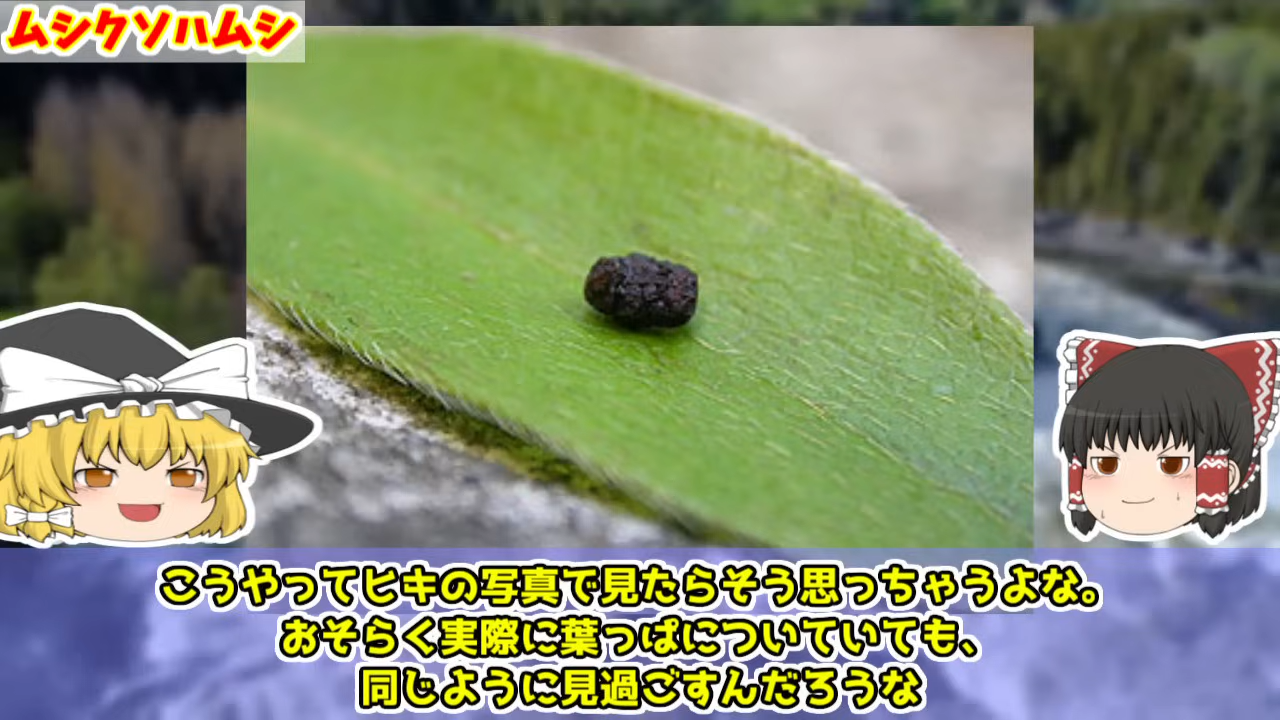 ムシクソハムシ
こうやってヒキの写真で見たらそう思っちゃうよな。
おそらく実際に葉っぱについていても、
同じように見過ごすんだろうな